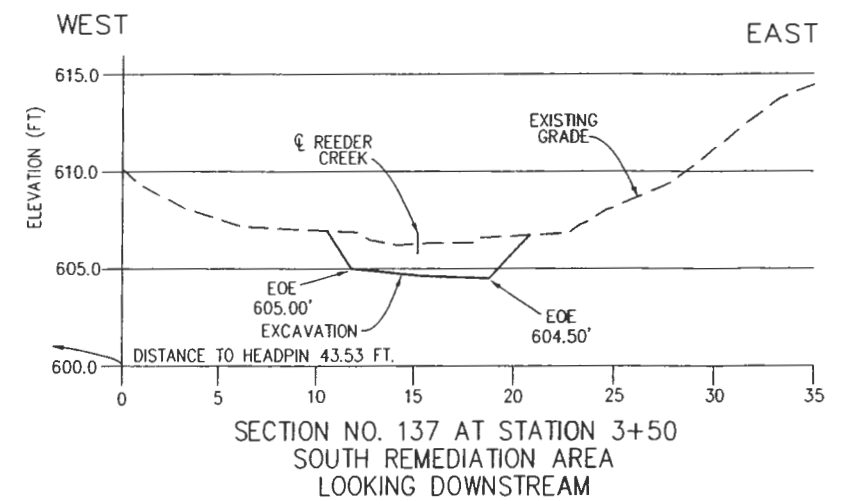 WEST
EAST
615.0
610.0
605.0
600.0
ELEVATION (FT)
℄ REEDER
CREEK
EXISTING
GRADE
EOE
605.00'
EXCAVATION
EOE
604.50'
DISTANCE TO HEADPIN 43.53 FT.
0 5 10 15 20 25 30 35
SECTION NO. 137 AT STATION 3+50
SOUTH REMEDIATION AREA
LOOKING DOWNSTREAM